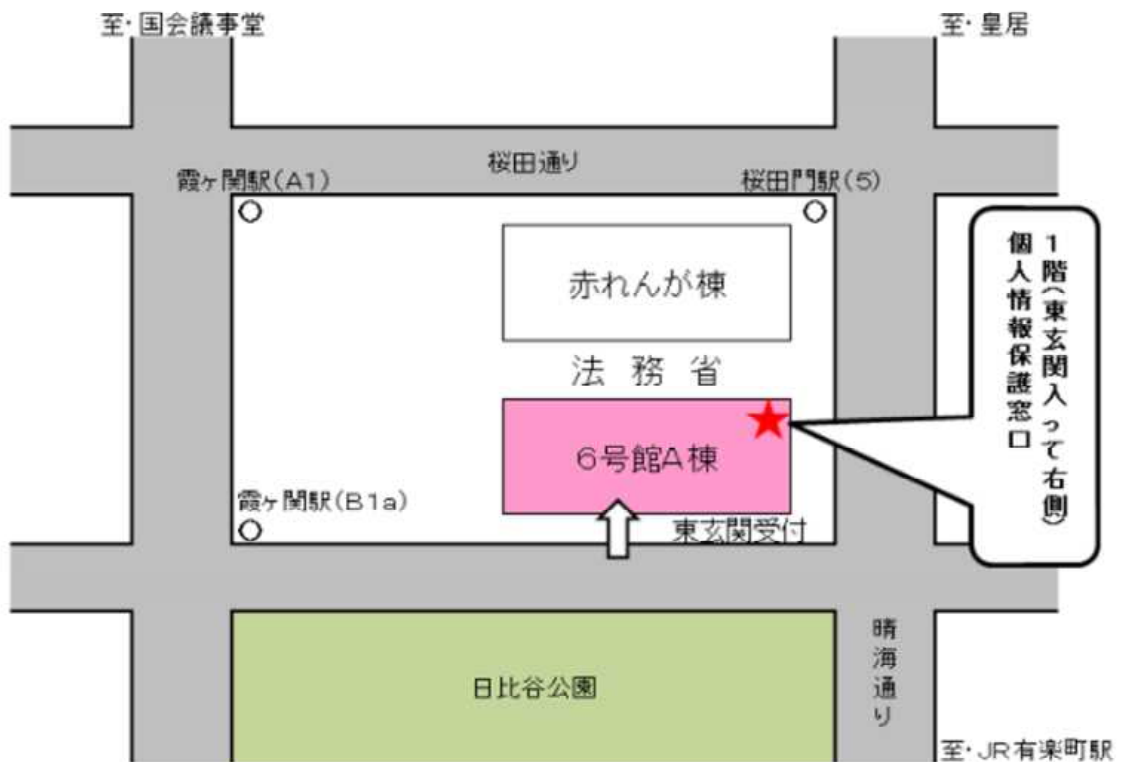 至・国会議事堂
至・皇居
桜田通り
霞ヶ関駅(A1)
桜田門駅(5)
赤れんが棟
1階(東玄関入って右側)
個人情報保護窓口
法務省
6号館A棟
霞ヶ関駅(B1a)
東玄関受付
日比谷公園
晴海通り
至・JR有楽町駅